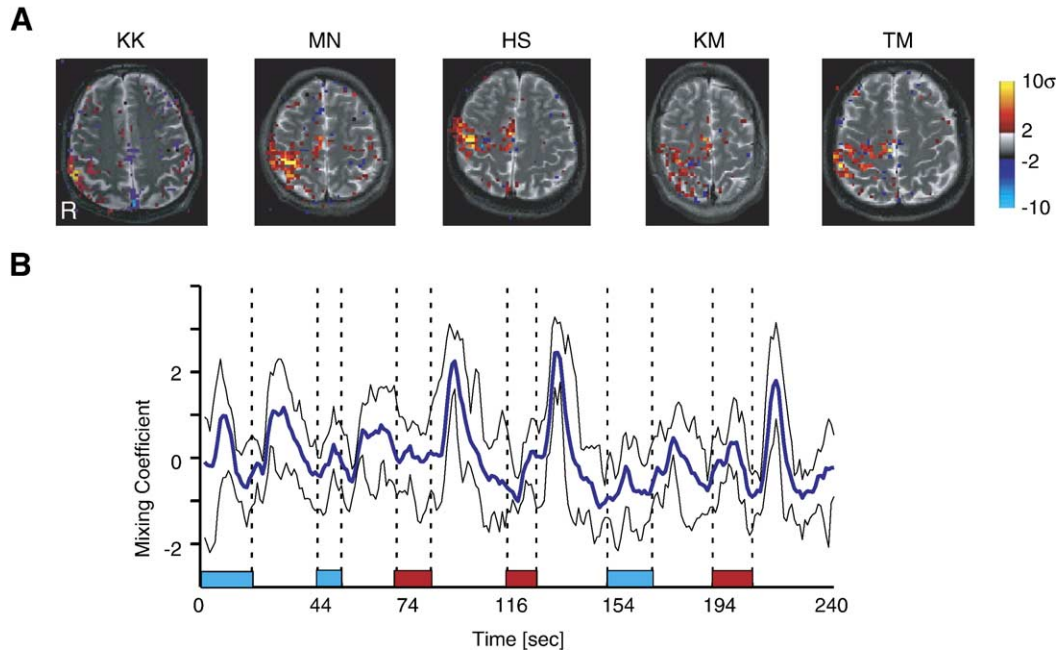 A
KK MN HS KM TM
R
10σ
2
-2
-10
B
Mixing Coefficient
2
0
-2
0 44 74 116 154 194 240
Time [sec]